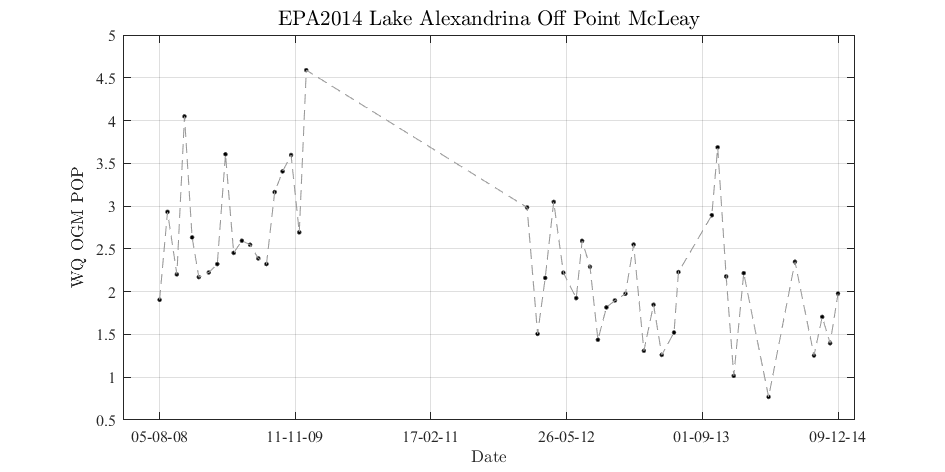 EPA2014 Lake Alexandrina Off Point McLeay
5
4.5
4
3.5
3
2.5
2
1.5
1
0.5
WQ OGM POP
05-08-08 11-11-09 17-02-11 26-05-12 01-09-13 09-12-14
Date